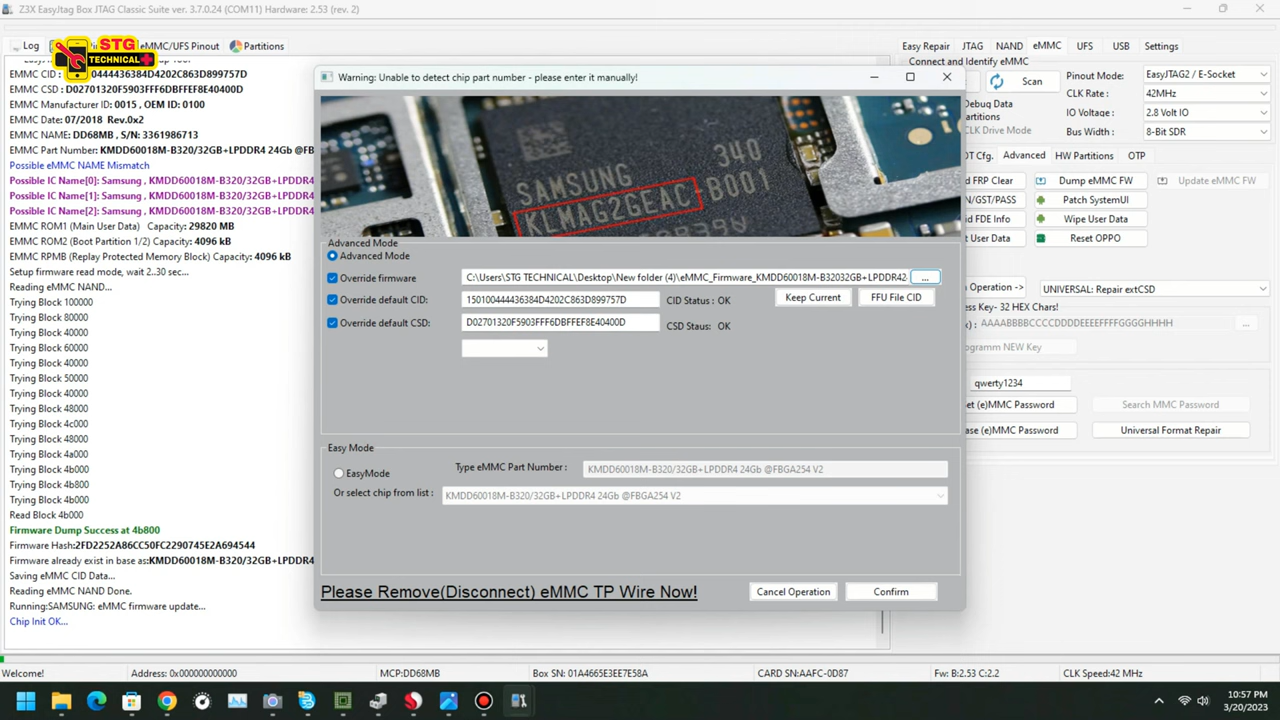 Z3X EasyJtag Box JTAG Classic Suite ver. 3.7.0.24 (COM11) Hardware: 2.53 (rev. 2)
Log
eMMC/UFS Pinout
Partitions
STG
TECHNICAL
EMMC CID :
0444436384D4202C863D899757D
EMMC CSD : D02701320F5903FFF6DBFFEF8E40400D
EMMC Manufacturer ID: 0015 , OEM ID: 0100
EMMC Date: 07/2018 Rev.0x2
EMMC NAME: DD68MB , S/N: 3361986713
EMMC Part Number: KMDD60018M-B320/32GB+LPDDR4 24Gb @FB
Possible eMMC NAME Mismatch
Possible IC Name[0]: Samsung , KMDD60018M-B320/32GB+LPDDR4
Possible IC Name[1]: Samsung , KMDD60018M-B320/32GB+LPDDR4
Possible IC Name[2]: Samsung , KMDD60018M-B320/32GB+LPDDR4
EMMC ROM1 (Main User Data) Capacity: 29820 MB
EMMC ROM2 (Boot Partition 1/2) Capacity: 4096 kB
EMMC RPMB (Replay Protected Memory Block) Capacity: 4096 kB
Setup firmware read mode, wait 2..30 sec...
Reading eMMC NAND...
Trying Block 100000
Trying Block 80000
Trying Block 40000
Trying Block 60000
Trying Block 40000
Trying Block 50000
Trying Block 40000
Trying Block 48000
Trying Block 4c000
Trying Block 48000
Trying Block 4a000
Trying Block 4b000
Trying Block 4b800
Trying Block 4b000
Read Block 4b000
Firmware Dump Success at 4b800
Firmware Hash:2FD2252A86CC50FC2290745E2A694544
Firmware already exist in base as:KMDD60018M-B320/32GB+LPDDR4
Saving eMMC CID Data...
Reading eMMC NAND Done.
Running:SAMSUNG: eMMC firmware update...
Chip Init OK...
Warning: Unable to detect chip part number - please enter it manually!
SAMSUNG
KLMAG2GEAC
Advanced Mode
Advanced Mode
Override firmware
C:\Users\STG TECHNICAL\Desktop\New folder (4)\eMMC_Firmware_KMDD60018M-B32032GB+LPDDR42
...
Override default CID:
150100444436384D4202C863D899757D
CID Status : OK
Keep Current
FFU File CID
Override default CSD:
D02701320F5903FFF6DBFFEF8E40400D
CSD Staus: OK
Easy Mode
EasyMode
Type eMMC Part Number :
KMDD60018M-B320/32GB+LPDDR4 24Gb @FBGA254 V2
Or select chip from list :
KMDD60018M-B320/32GB+LPDDR4 24Gb @FBGA254 V2
Please Remove(Disconnect) eMMC TP Wire Now!
Cancel Operation
Confirm
Easy Repair
JTAG
NAND
eMMC
UFS
USB
Settings
Connect and Identify eMMC
Scan
Pinout Mode:
EasyJTAG2 / E-Socket
CLK Rate :
42MHz
Debug Data
artitions
IO Voltage :
2.8 Volt IO
CLK Drive Mode
Bus Width :
8-Bit SDR
OT Cfg.
Advanced
HW Partitions
OTP
d FRP Clear
Dump eMMC FW
Update eMMC FW
N/GST/PASS
Patch SystemUI
d FDE Info
Wipe User Data
t User Data
Reset OPPO
n Operation ->
UNIVERSAL: Repair extCSD
ess Key- 32 HEX Chars!
AAAABBBBCCCCDDDDEEEEFFFFGGGGHHHH
...
ogramm NEW Key
qwerty1234
et (e)MMC Password
Search MMC Password
ase (e)MMC Password
Universal Format Repair
Welcome!
Address: 0x000000000000
MCP:DD68MB
Box SN: 01A4665E3EE7E58A
CARD SN:AAFC-0D87
Fw: B:2.53 C:2.2
CLK Speed:42 MHz
10:57 PM
3/20/2023